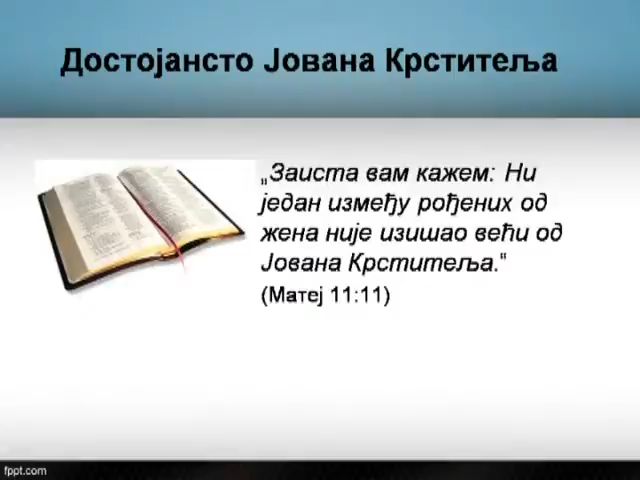 Достојансто Јована Крститеља
„Заиста вам кажем: Ни
један између рођених од
жена није изишао већи од
Јована Крститеља.“
(Матеј 11:11)
fppt.com